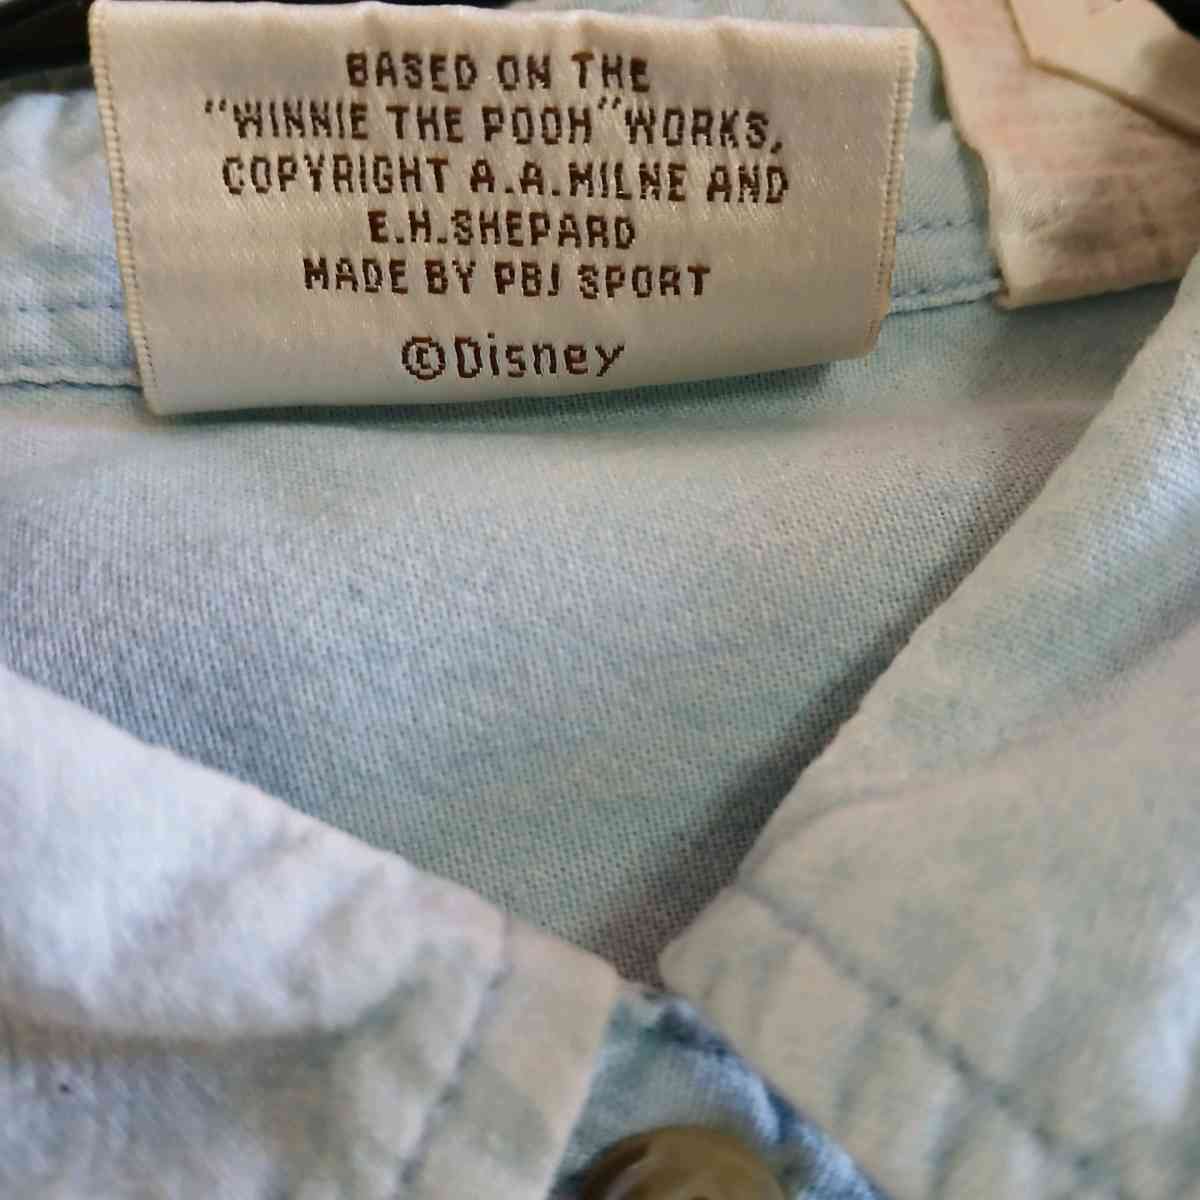 BASED ON THE
"WINNIE THE POOH" WORKS,
COPYRIGHT A.A.MILNE AND
E.H.SHEPARD
MADE BY PBJ SPORT
©Disney